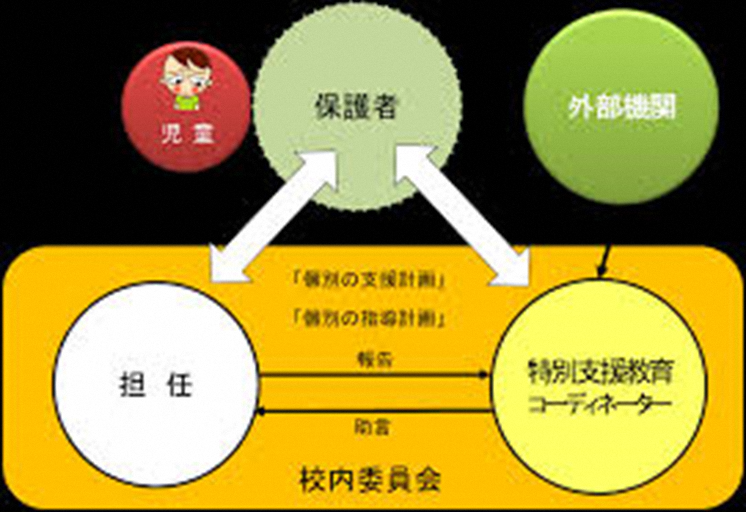 保護者
外部機関
児 童
「個別の支援計画」
「個別の指導計画」
報告
担 任
特別支援教育
コーディネーター
助言
校内委員会